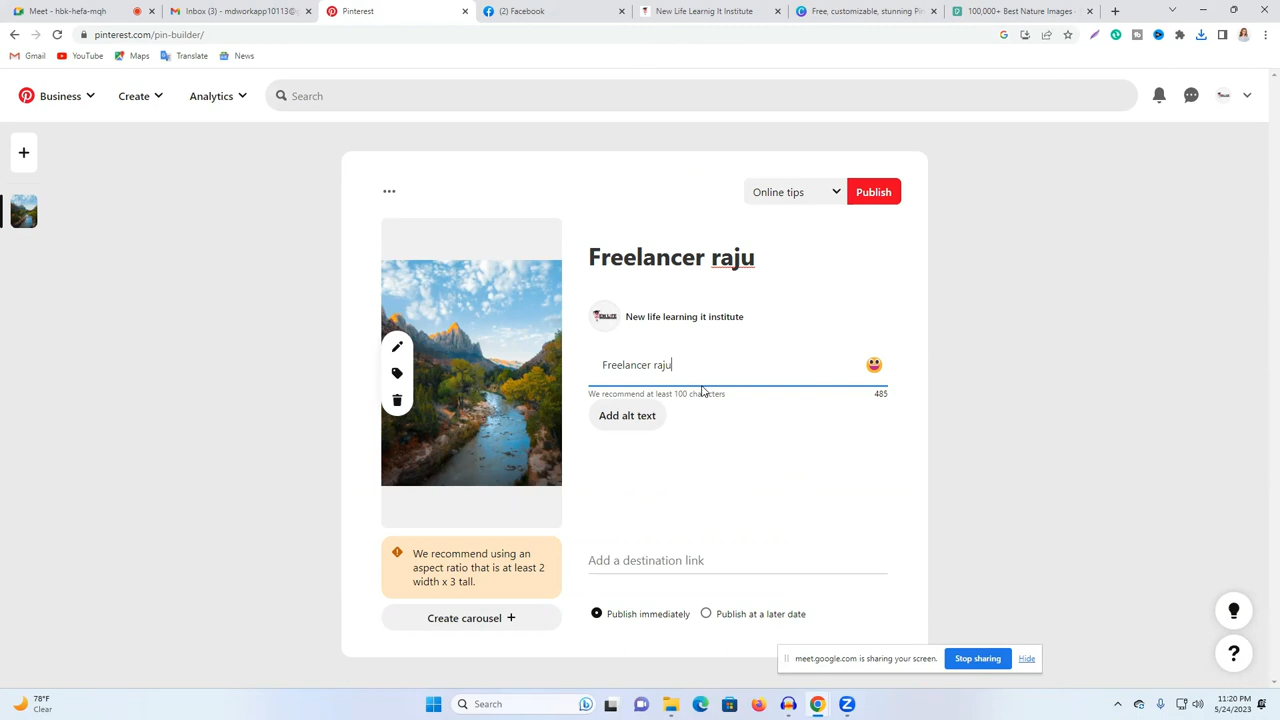 Meet - hbk-hefa-mqh
Inbox (3) - mdworkapp10113@g
Pinterest
(2) Facebook
New Life Learnig It Institute
Free, customizable, stunning Pin
100,000+ Best Nature Images
pinterest.com/pin-builder/
Gmail
YouTube
Maps
Translate
News
Business
Create
Analytics
Search
Online tips
Publish
Freelancer raju
New life learning it institute
Freelancer raju
We recommend at least 100 characters
485
Add alt text
We recommend using an
aspect ratio that is at least 2
width x 3 tall.
Add a destination link
Create carousel +
Publish immediately
Publish at a later date
meet.google.com is sharing your screen.
Stop sharing
Hide
78°F
Clear
Search
11:20 PM
5/24/2023